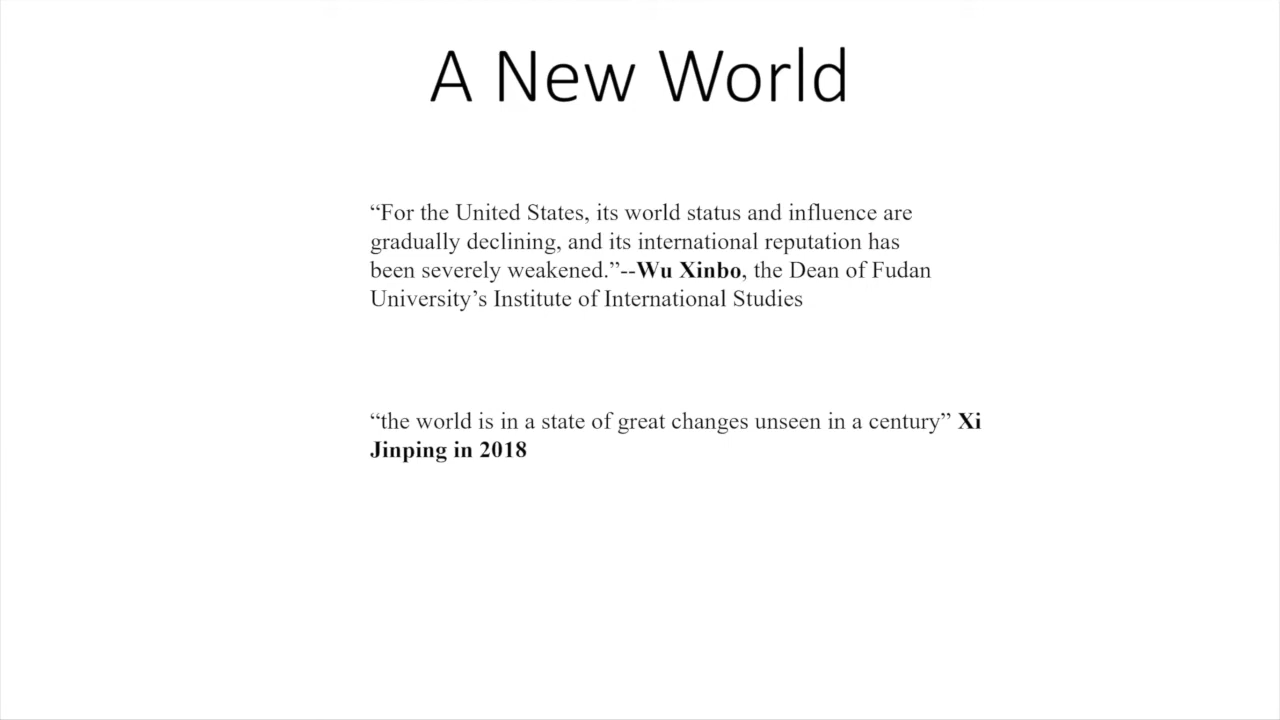 A New World
“For the United States, its world status and influence are
gradually declining, and its international reputation has
been severely weakened.”--Wu Xinbo, the Dean of Fudan
University’s Institute of International Studies
“the world is in a state of great changes unseen in a century” Xi
Jinping in 2018